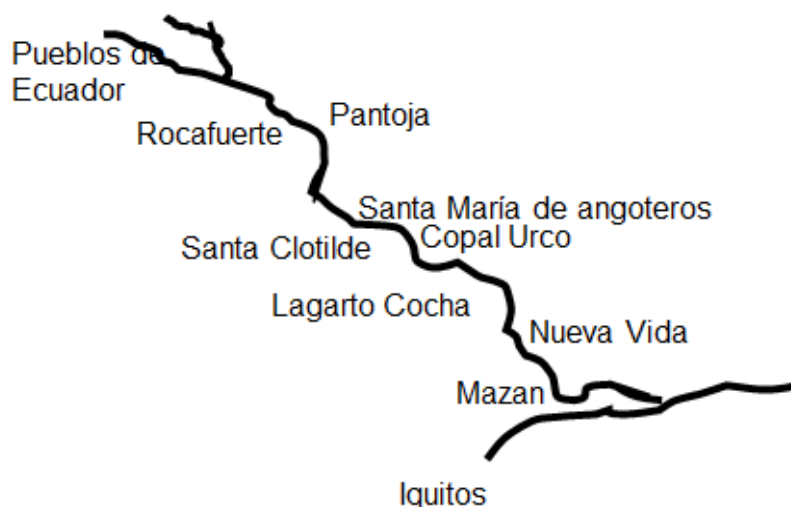 Pueblos de
Ecuador
Pantoja
Rocafuerte
Santa María de angoteros
Copal Urco
Santa Clotilde
Lagarto Cocha
Nueva Vida
Mazan
Iquitos